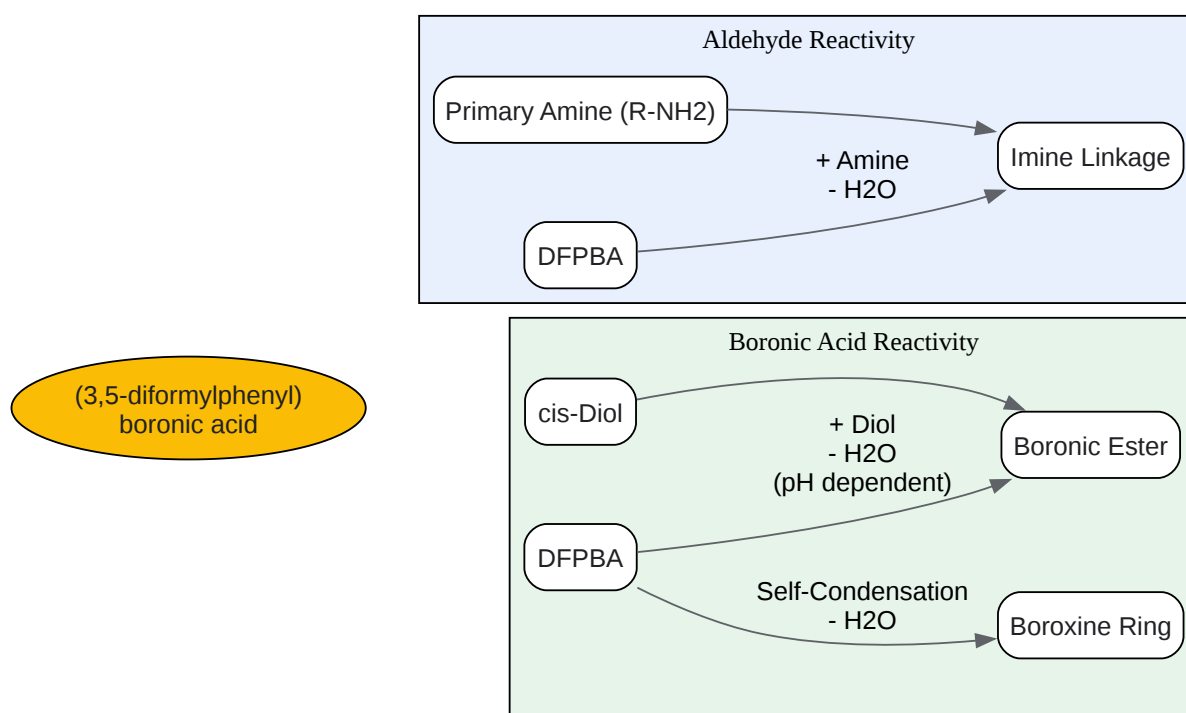 Aldehyde Reactivity
Primary Amine (R-NH2)
+ Amine
- H2O
Imine Linkage
DFPBA
(3,5-diformylphenyl)
boronic acid
Boronic Acid Reactivity
cis-Diol
+ Diol
- H2O
(pH dependent)
Boronic Ester
DFPBA
Self-Condensation
- H2O
Boroxine Ring